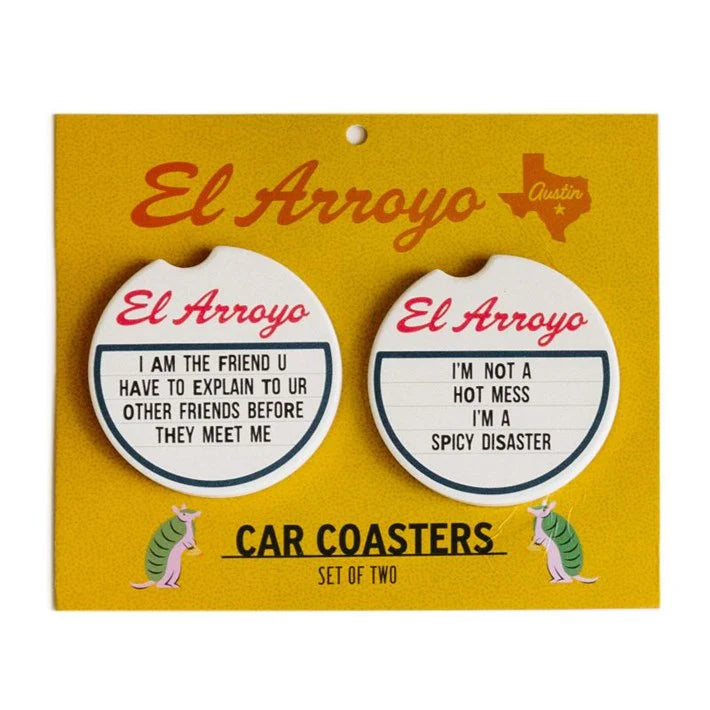 El Arroyo
Austin
El Arroyo
I AM THE FRIEND U
HAVE TO EXPLAIN TO UR
OTHER FRIENDS BEFORE
THEY MEET ME
El Arroyo
I'M NOT A
HOT MESS
I'M A
SPICY DISASTER
CAR COASTERS
SET OF TWO